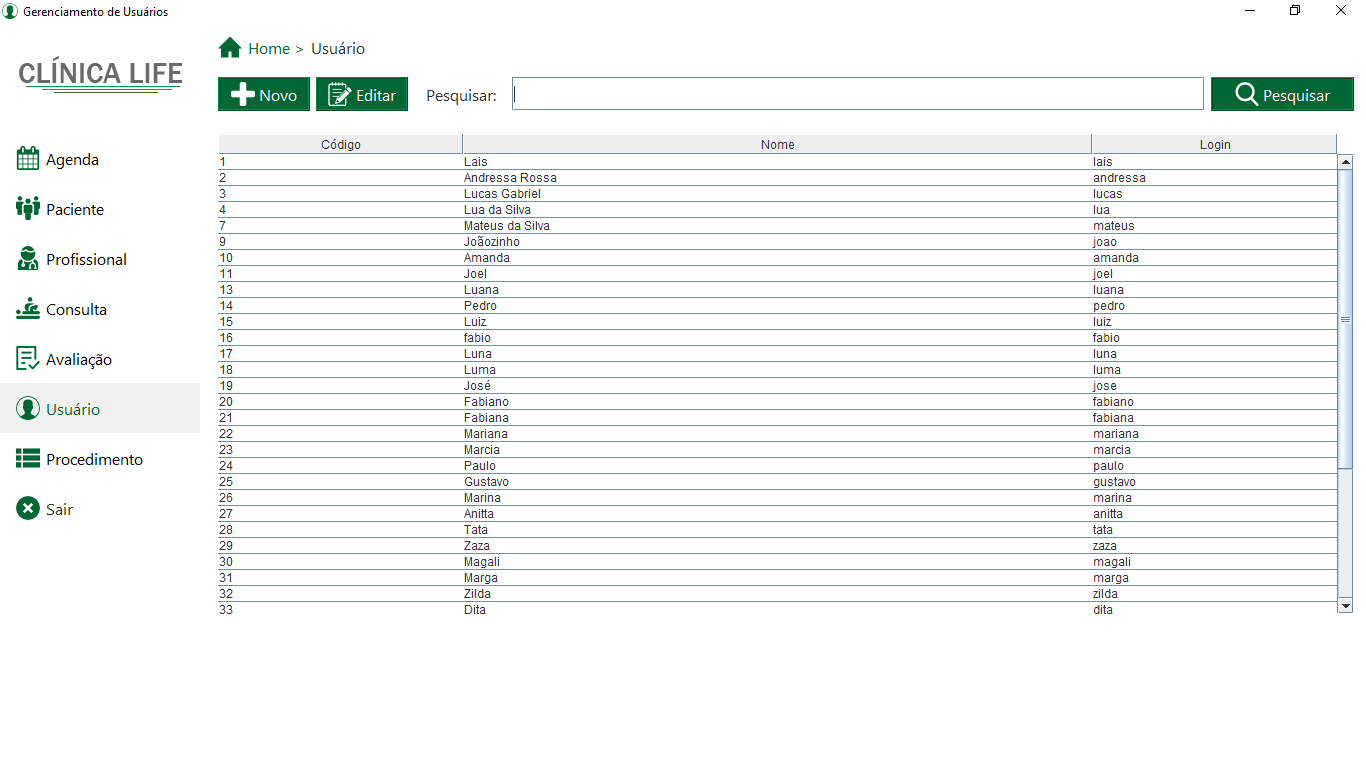 Gerenciamento de Usuários
CLÍNICA LIFE
Home > Usuário
Novo Editar Pesquisar: Pesquisar
Agenda
Paciente
Profissional
Consulta
Avaliação
Usuário
Procedimento
Sair
Código Nome Login
1 Lais lais
2 Andressa Rossa andressa
3 Lucas Gabriel lucas
4 Lua da Silva lua
7 Mateus da Silva mateus
9 Joãozinho joao
10 Amanda amanda
11 Joel joel
13 Luana luana
14 Pedro pedro
15 Luiz luiz
16 fabio fabio
17 Luna luna
18 Luma luma
19 José jose
20 Fabiano fabiano
21 Fabiana fabiana
22 Mariana mariana
23 Marcia marcia
24 Paulo paulo
25 Gustavo gustavo
26 Marina marina
27 Anitta anitta
28 Tata tata
29 Zaza zaza
30 Magali magali
31 Marga marga
32 Zilda zilda
33 Dita dita